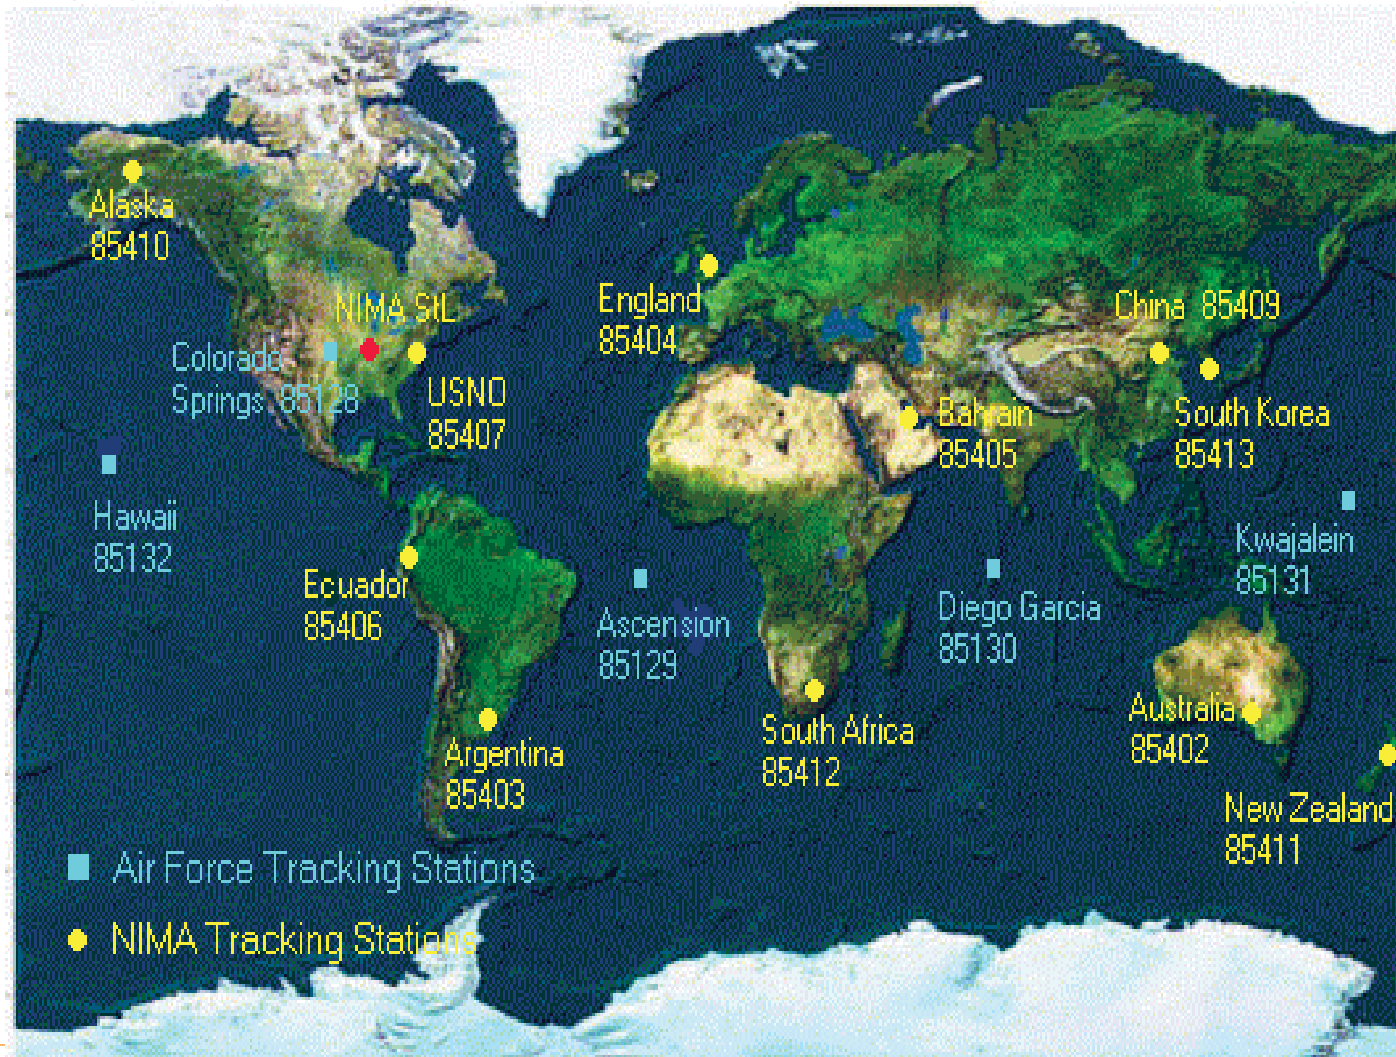 Alaska
85410
NIMA StL
England
85404
China 85409
Colorado
Springs 85128
USNO
85407
Bahrain
85405
South Korea
85413
Hawaii
85132
Kwajalein
85131
Ecuador
85406
Ascension
85129
Diego Garcia
85130
South Africa
85412
Australia
85402
Argentina
85403
New Zealand
85411
Air Force Tracking Stations
NIMA Tracking Stations